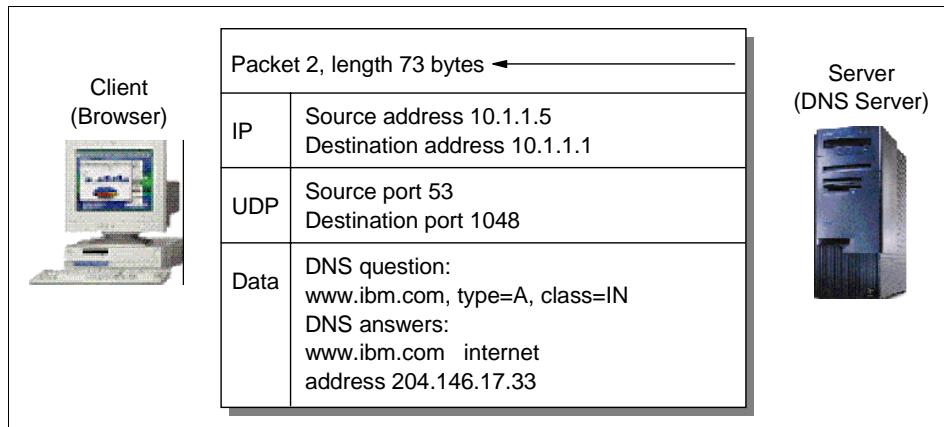 Client
(Browser)
Packet 2, length 73 bytes
IP
Source address 10.1.1.5
Destination address 10.1.1.1
UDP
Source port 53
Destination port 1048
Data
DNS question:
www.ibm.com, type=A, class=IN
DNS answers:
www.ibm.com internet
address 204.146.17.33
Server
(DNS Server)